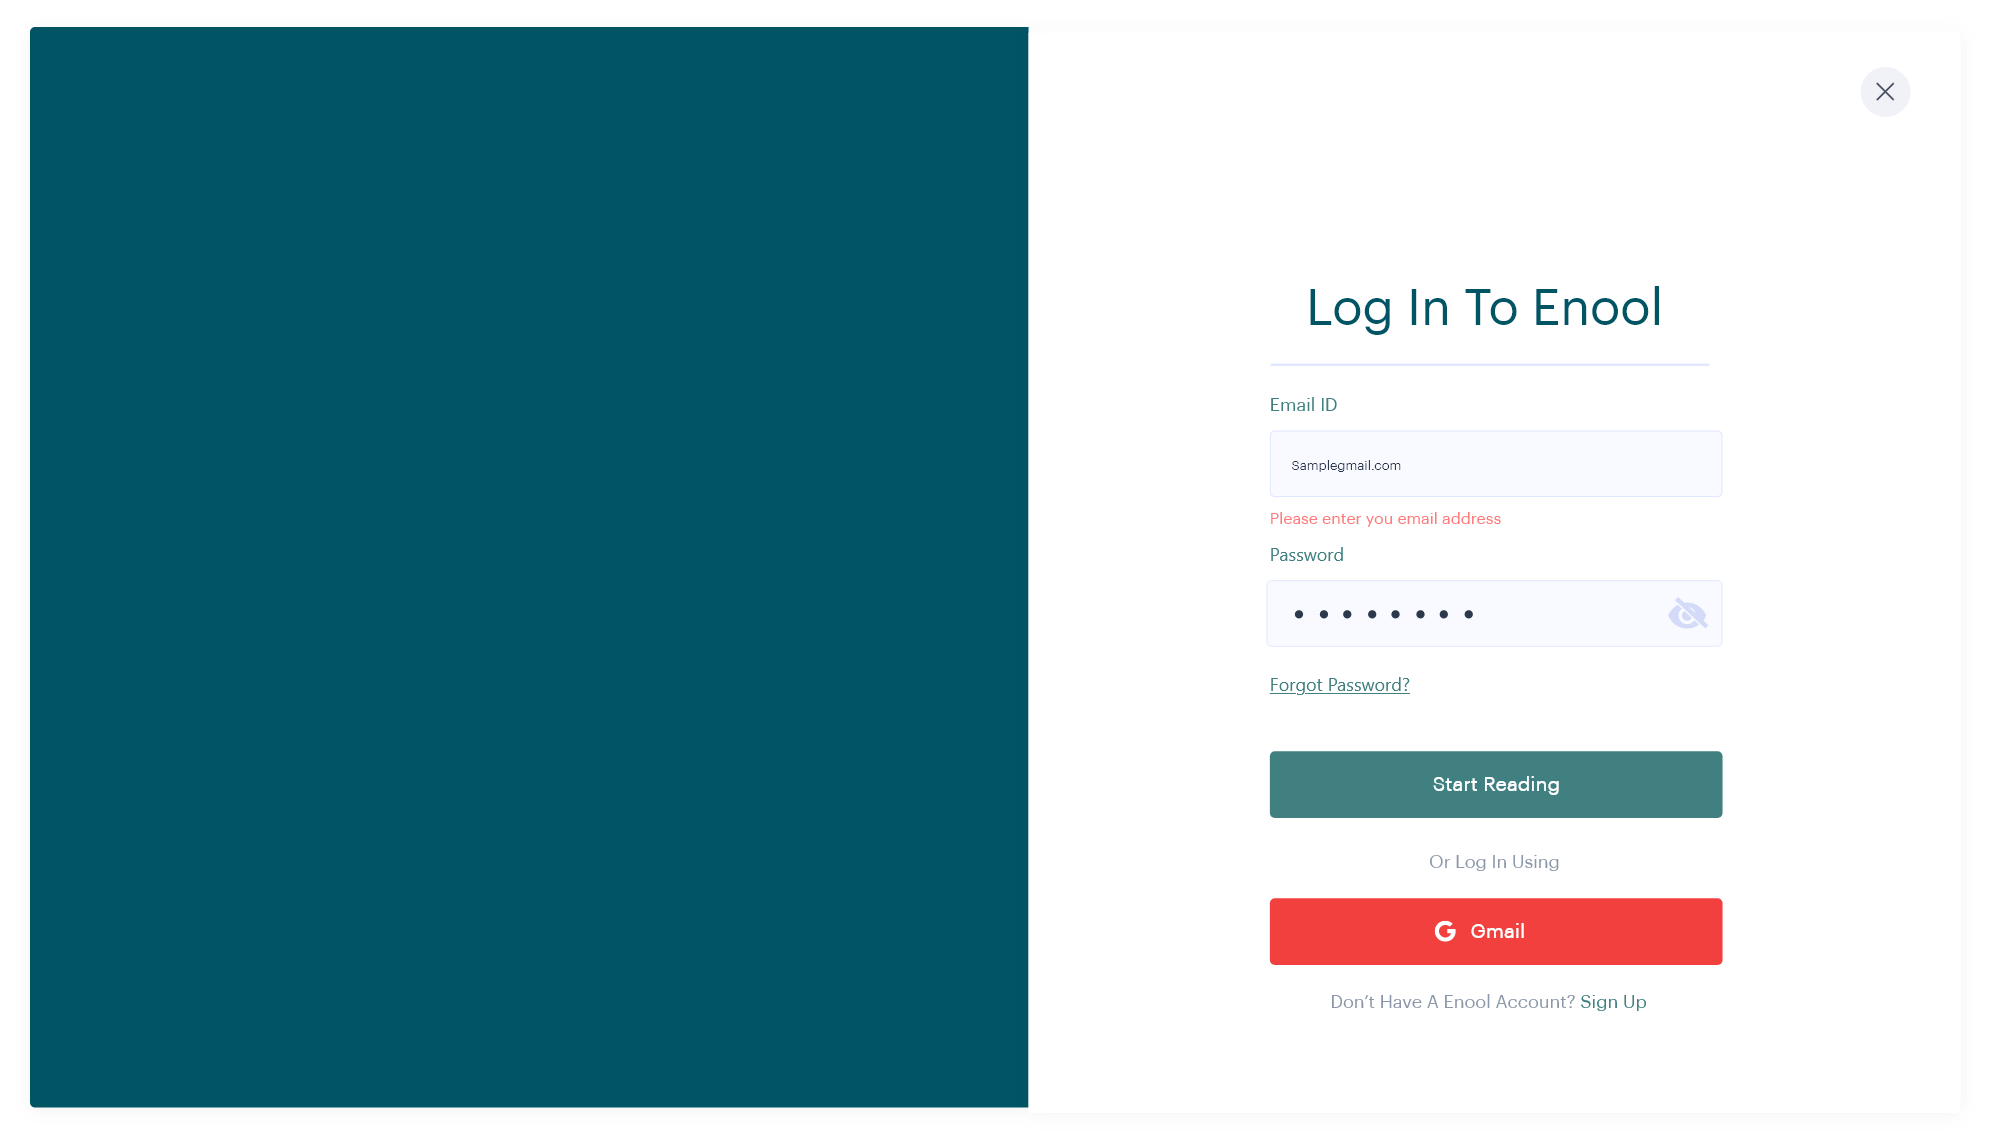 Log In To Enool
Email ID
Samplegmail.com
Please enter you email address
Password
Forgot Password?
Start Reading
Or Log In Using
Gmail
Don’t Have A Enool Account? Sign Up